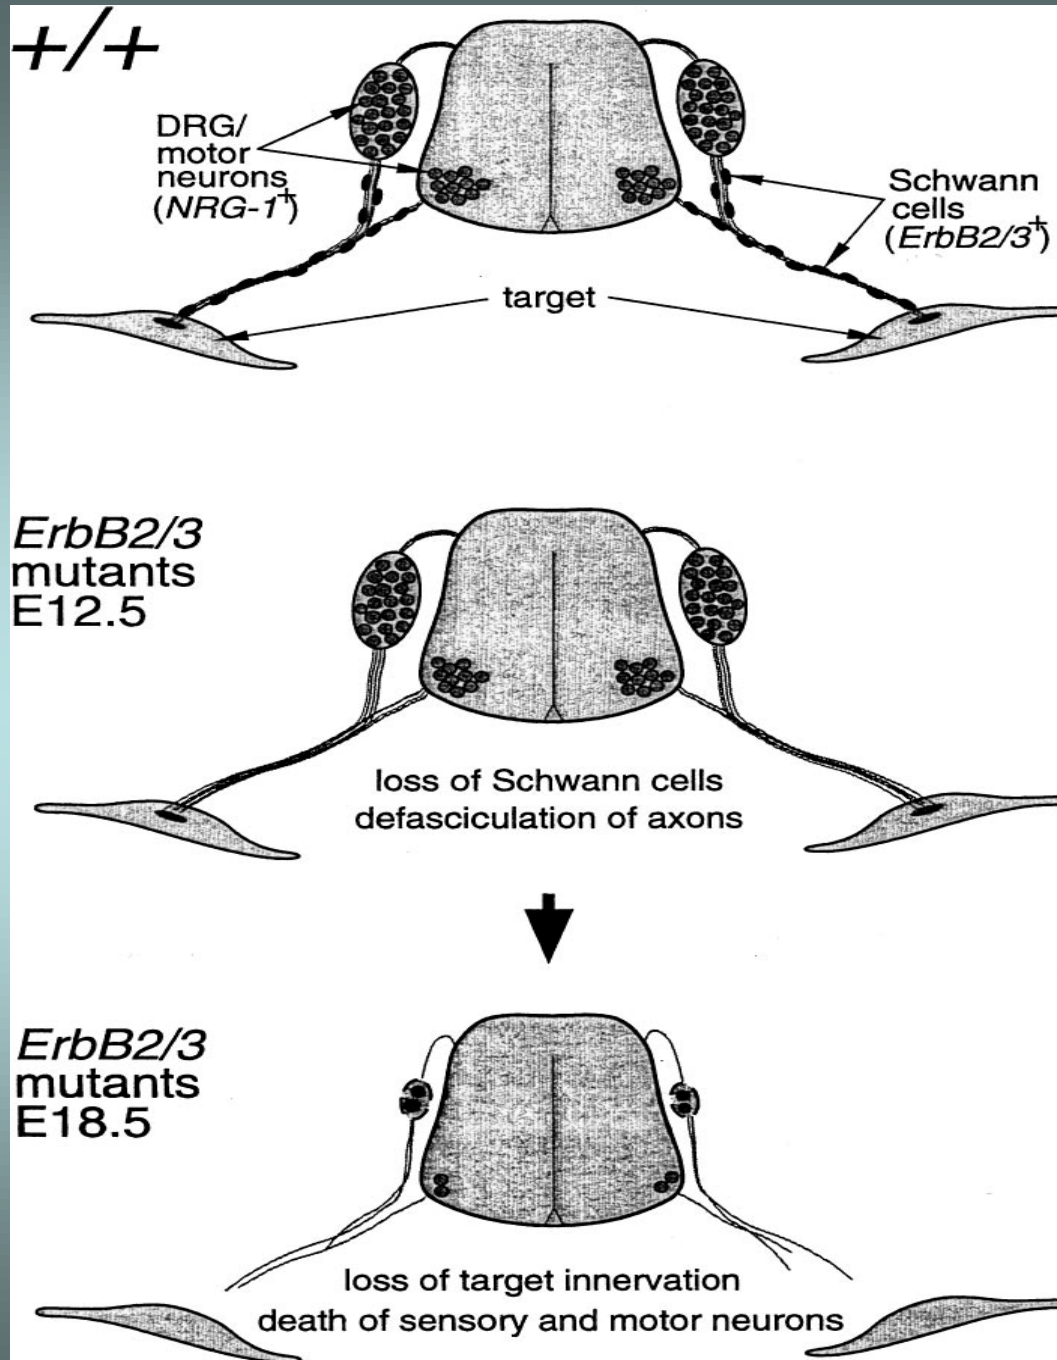 +/+
DRG/
motor
neurons
(NRG-1+)
Schwann
cells
(ErbB2/3+)
target
ErbB2/3
mutants
E12.5
loss of Schwann cells
defasciculation of axons
ErbB2/3
mutants
E18.5
loss of target innervation
death of sensory and motor neurons